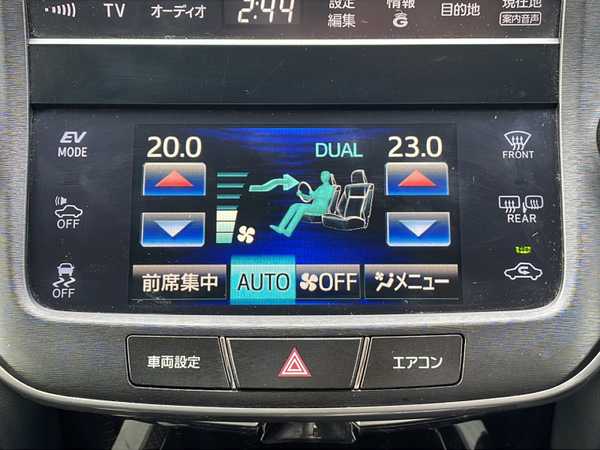 TV オーディオ 2:44 設定・編集 情報 G 目的地 現在地
案内音声
EV MODE
20.0 DUAL 23.0
FRONT
OFF
REAR
OFF
前席集中 AUTO OFF メニュー
車両設定 エアコン